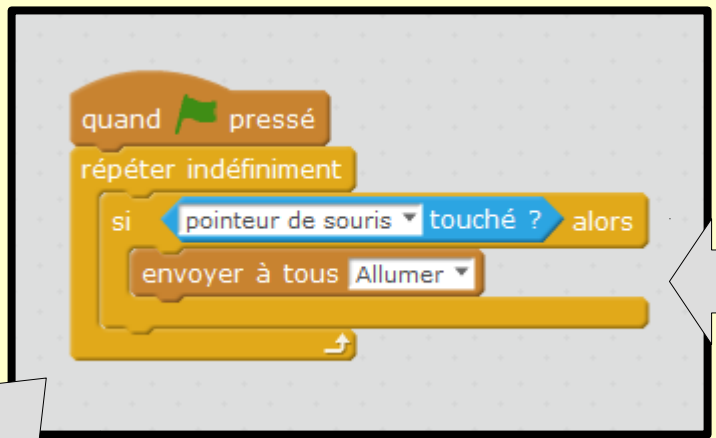 quand pressé
répéter indéfiniment
si pointeur de souris touché ? alors
envoyer à tous Allumer